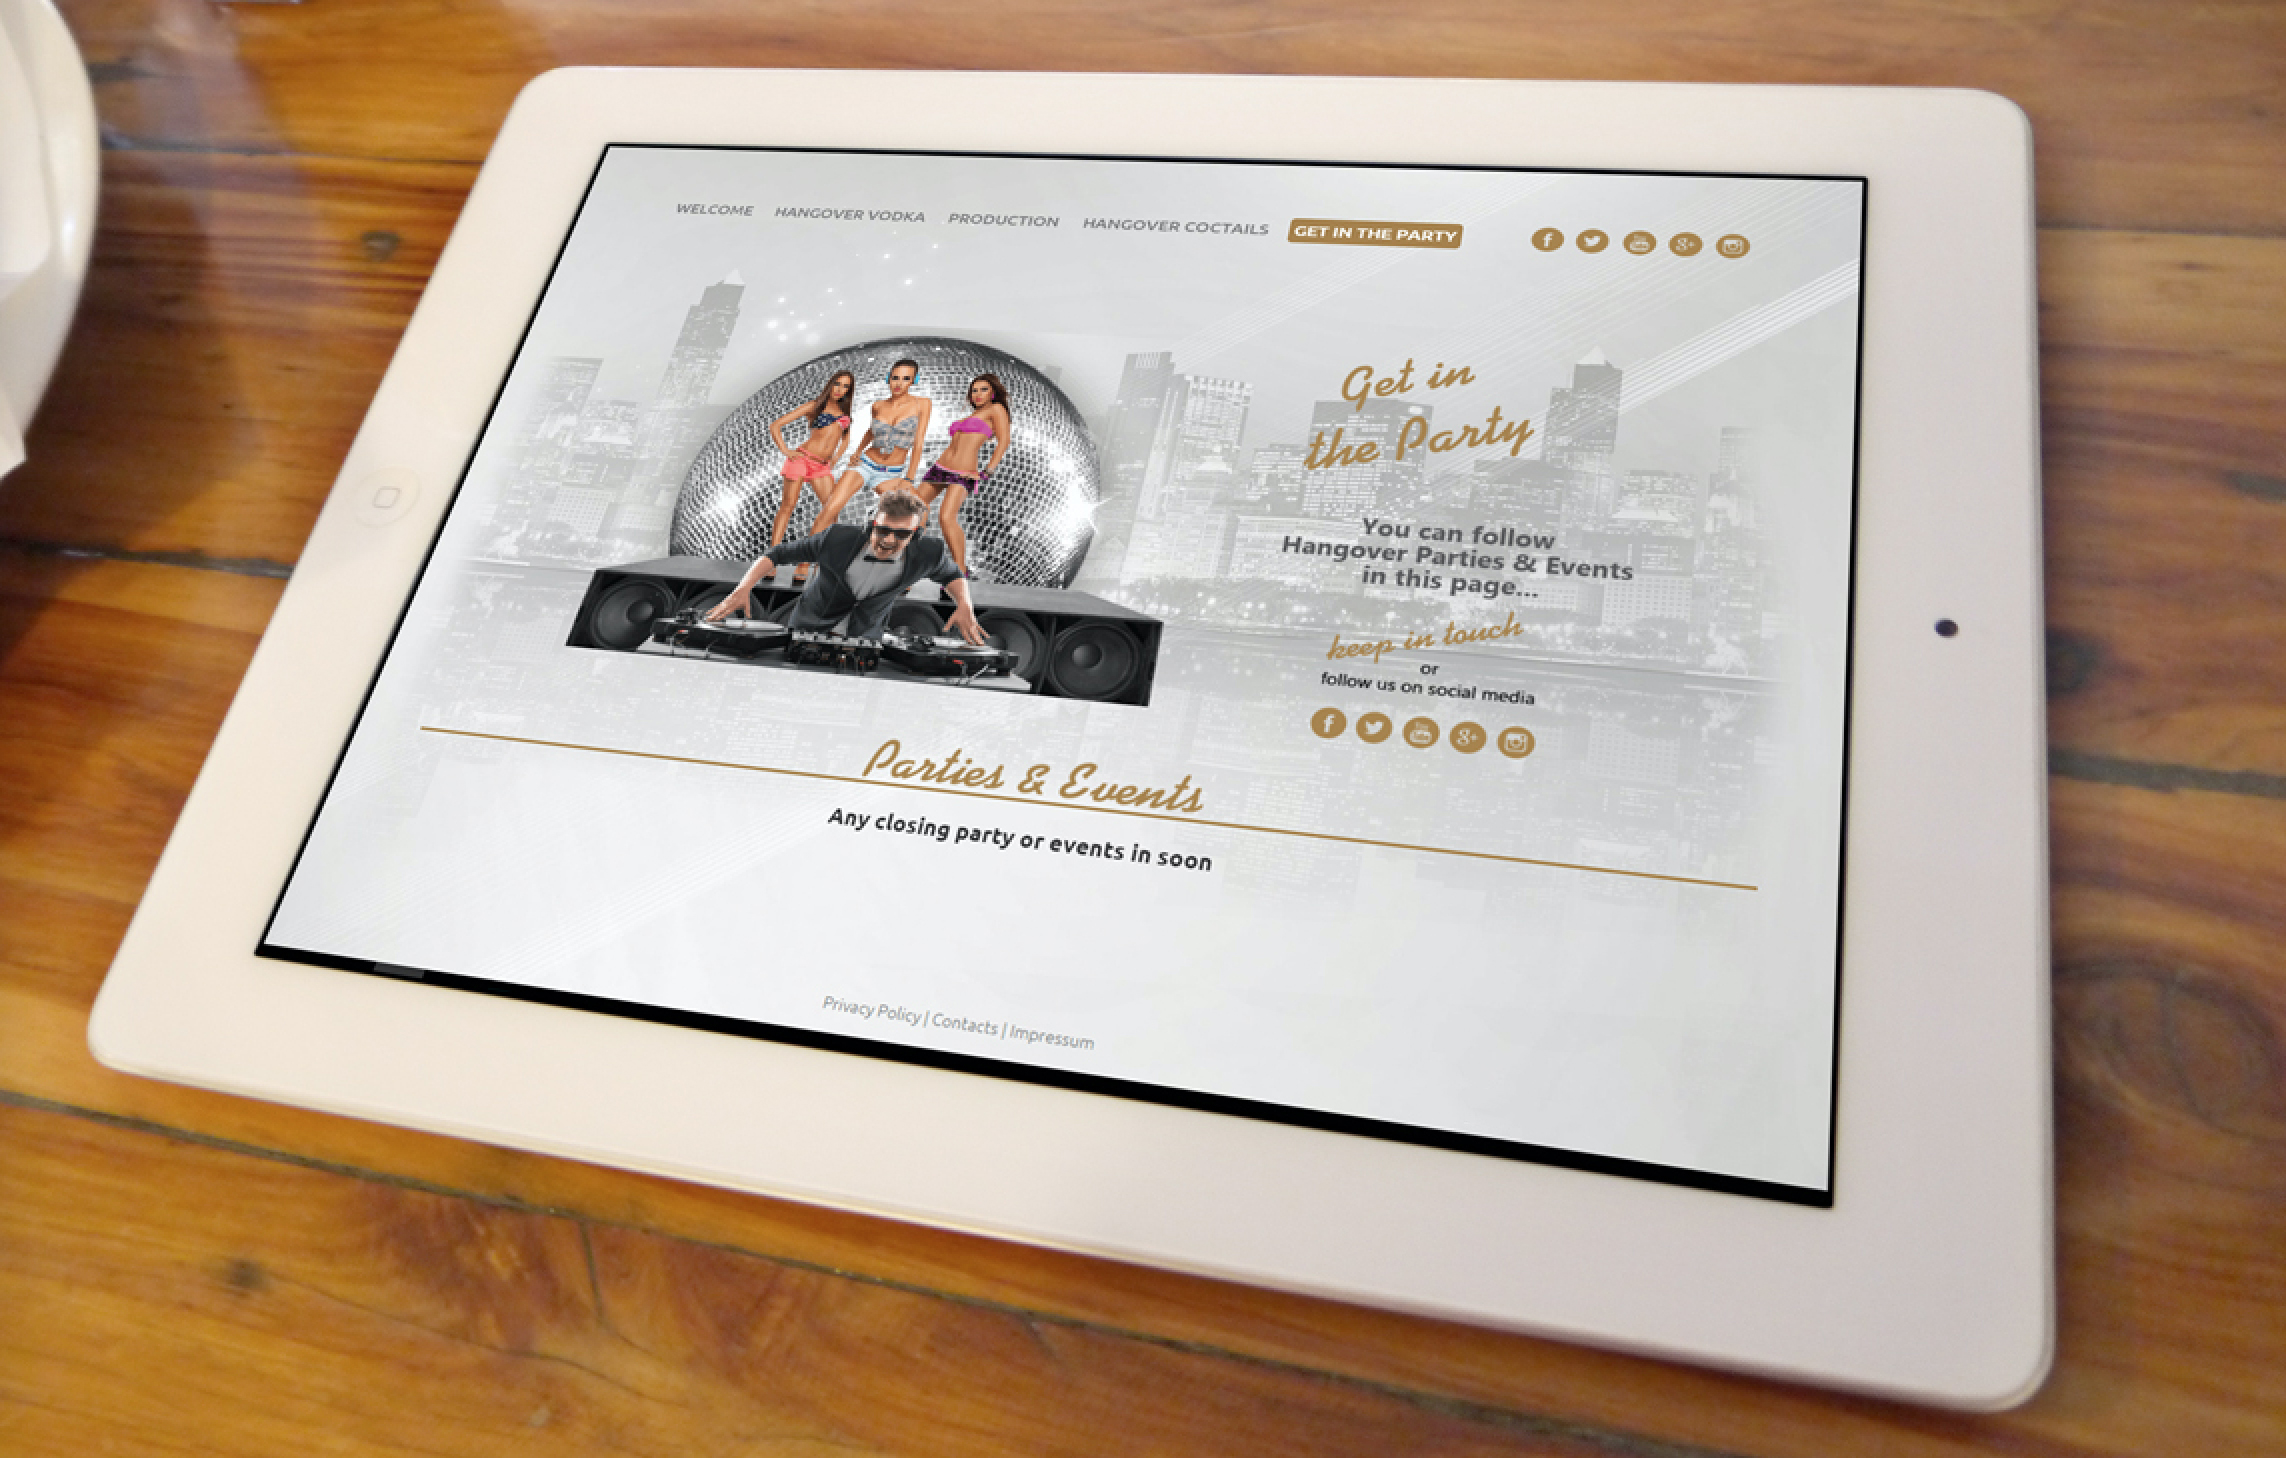 WELCOME HANGOVER VODKA PRODUCTION HANGOVER COCTAILS GET IN THE PARTY
Get in
the Party
You can follow
Hangover Parties & Events
in this page...
keep in touch
or
follow us on social media
Parties & Events
Any closing party or events in soon
Privacy Policy | Contacts | Impressum